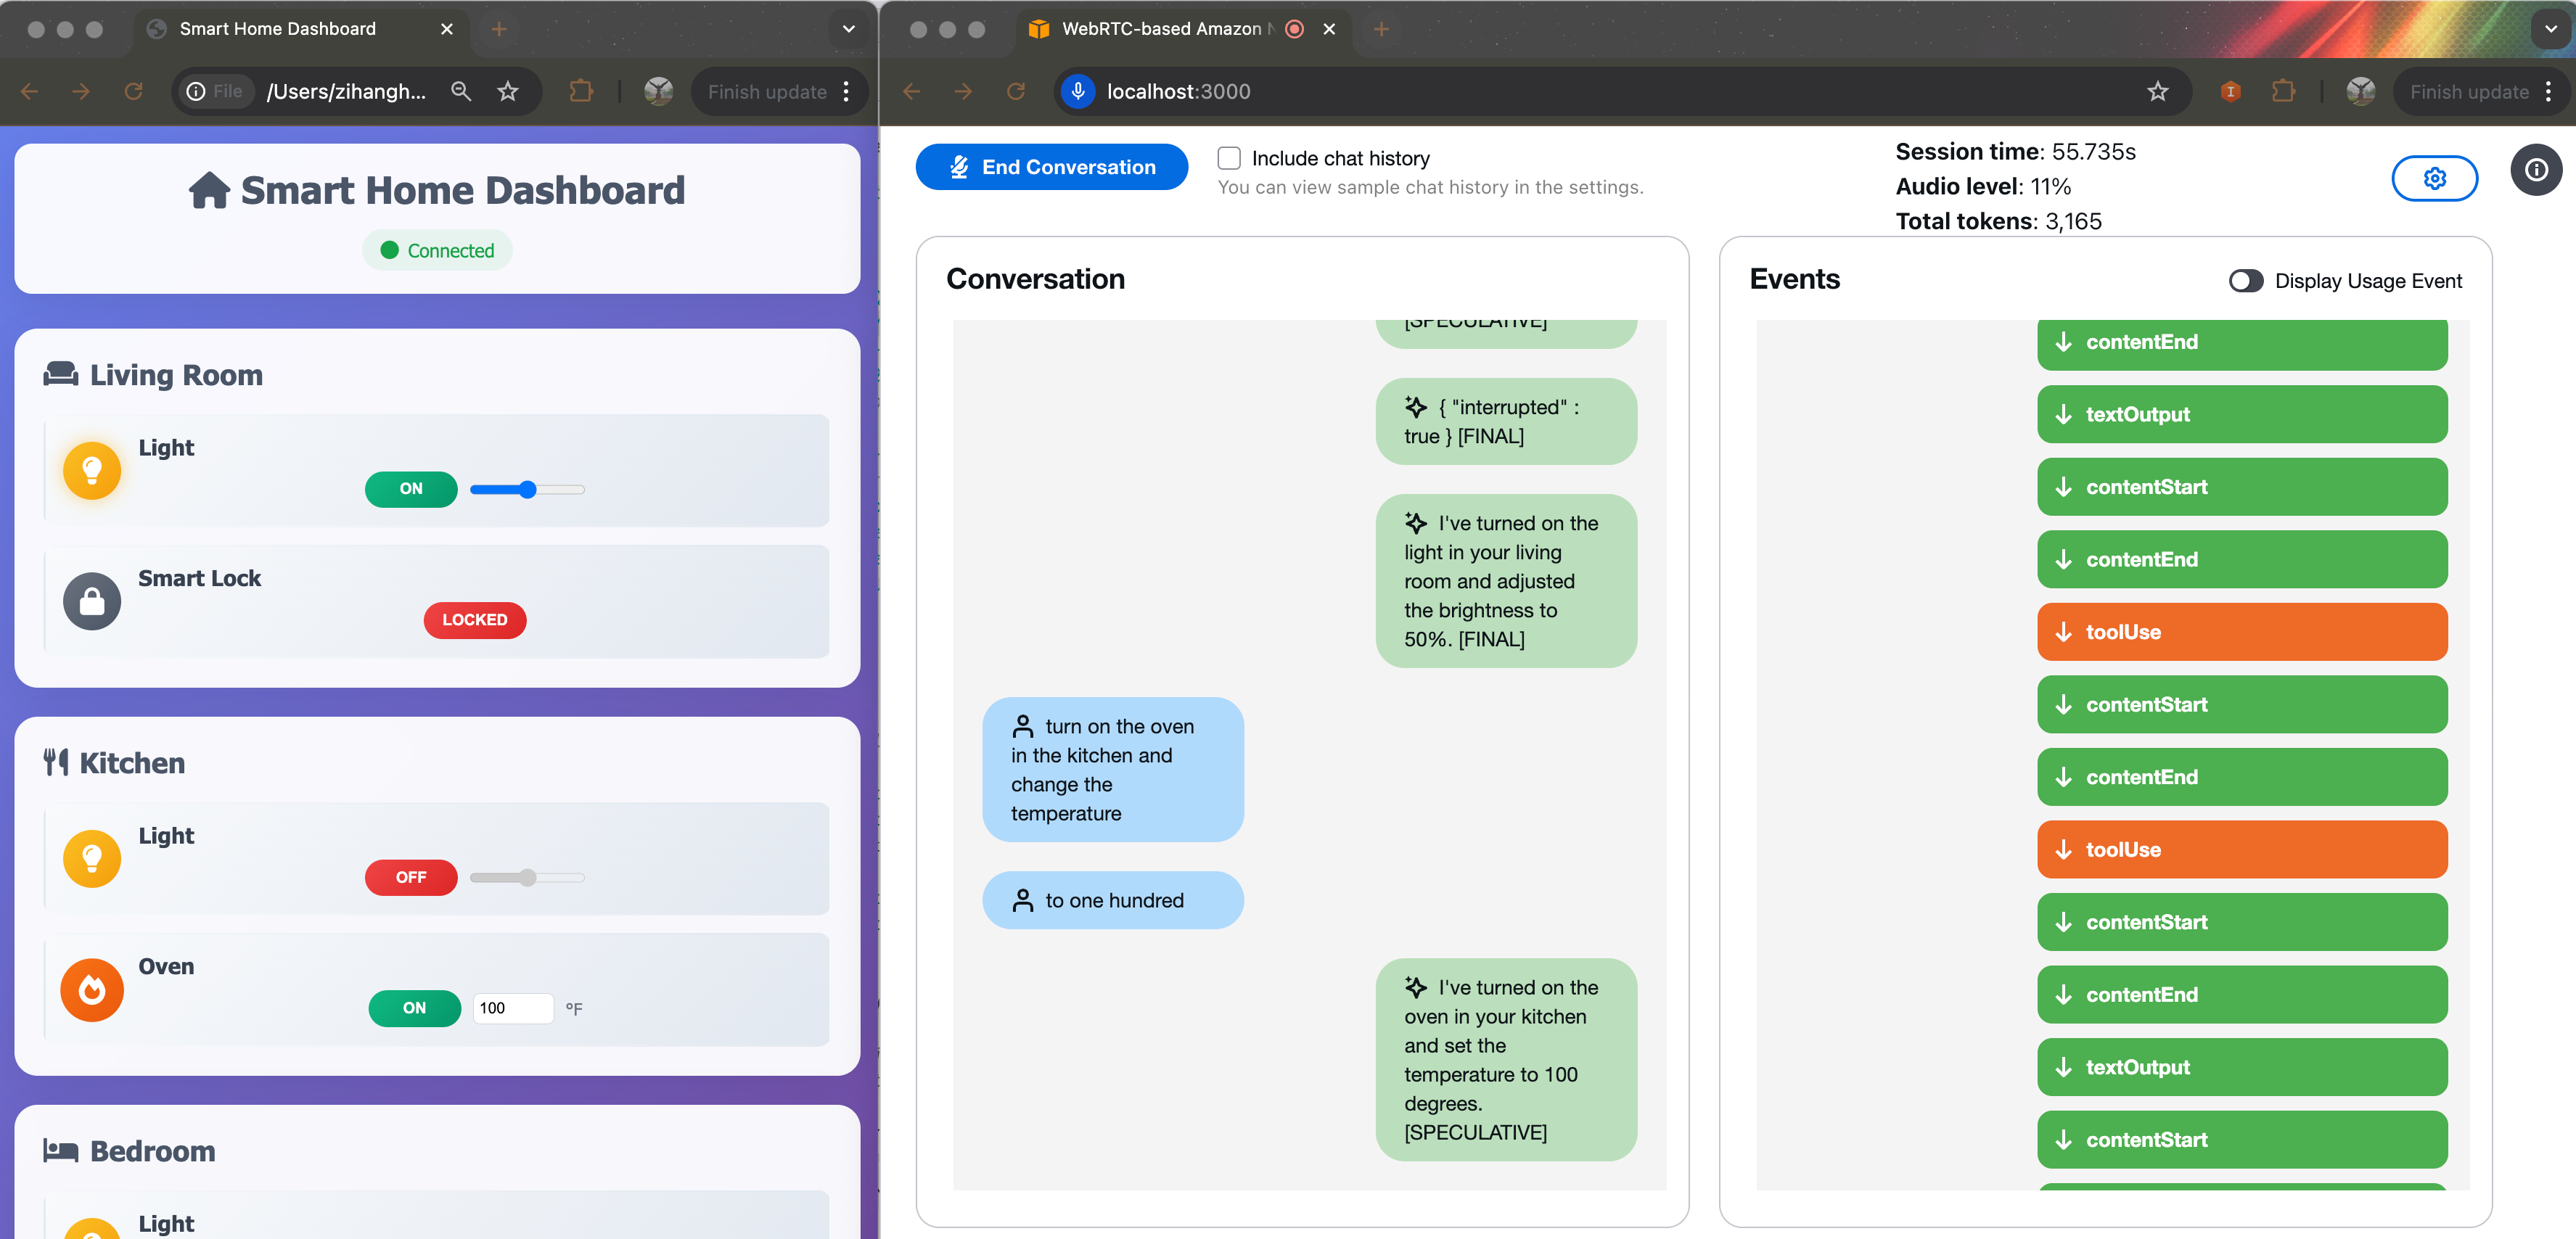 Smart Home Dashboard
File
/Users/zihangh...
Finish update
Smart Home Dashboard
Connected
Living Room
Light
ON
Smart Lock
LOCKED
Kitchen
Light
OFF
Oven
ON
100
°F
Bedroom
Light
WebRTC-based Amazon
localhost:3000
Finish update
End Conversation
Include chat history
You can view sample chat history in the settings.
Session time: 55.735s
Audio level: 11%
Total tokens: 3,165
Conversation
[SPECULATIVE]
{ "interrupted" :
true } [FINAL]
I've turned on the
light in your living
room and adjusted
the brightness to
50%. [FINAL]
turn on the oven
in the kitchen and
change the
temperature
to one hundred
I've turned on the
oven in your kitchen
and set the
temperature to 100
degrees.
[SPECULATIVE]
Events
Display Usage Event
contentEnd
textOutput
contentStart
contentEnd
toolUse
contentStart
contentEnd
toolUse
contentStart
contentEnd
textOutput
contentStart